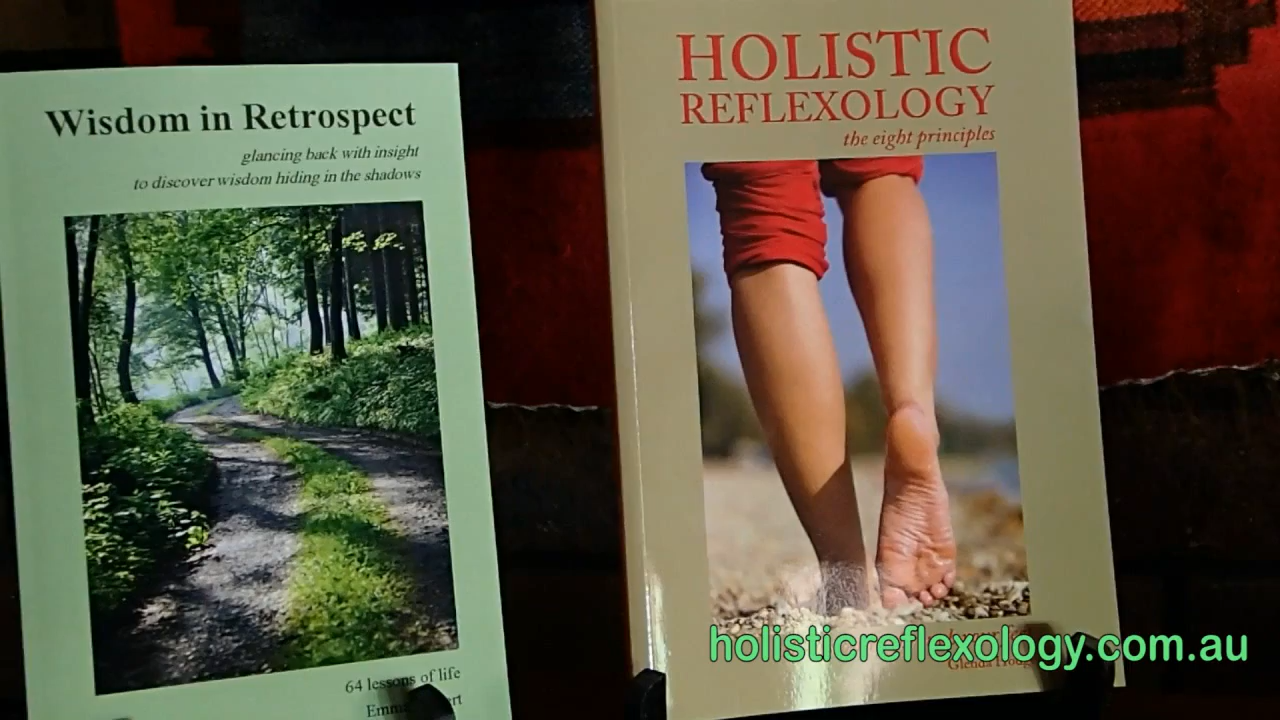 Wisdom in Retrospect
glancing back with insight
to discover wisdom hiding in the shadows
64 lessons of life
HOLISTIC
REFLEXOLOGY
the eight principles
Glenda
holisticreflexology.com.au